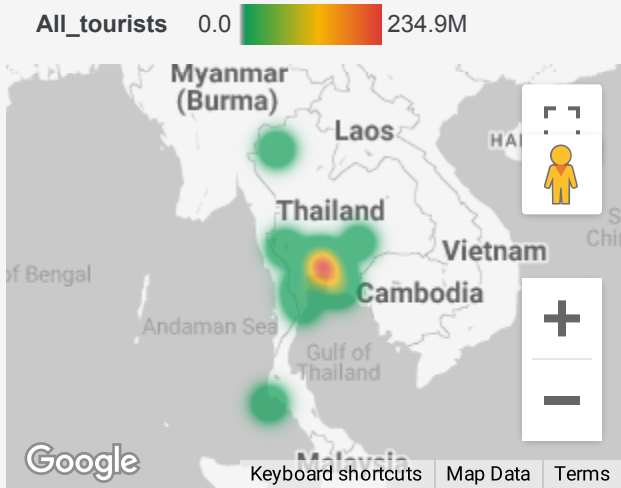 All_tourists 0.0 234.9M
Myanmar
(Burma)
Laos
HA
Thailand
Vietnam
of Bengal
Cambodia
Andaman Sea
Gulf of
Thailand
Google
Malaysia
Keyboard shortcuts Map Data Terms